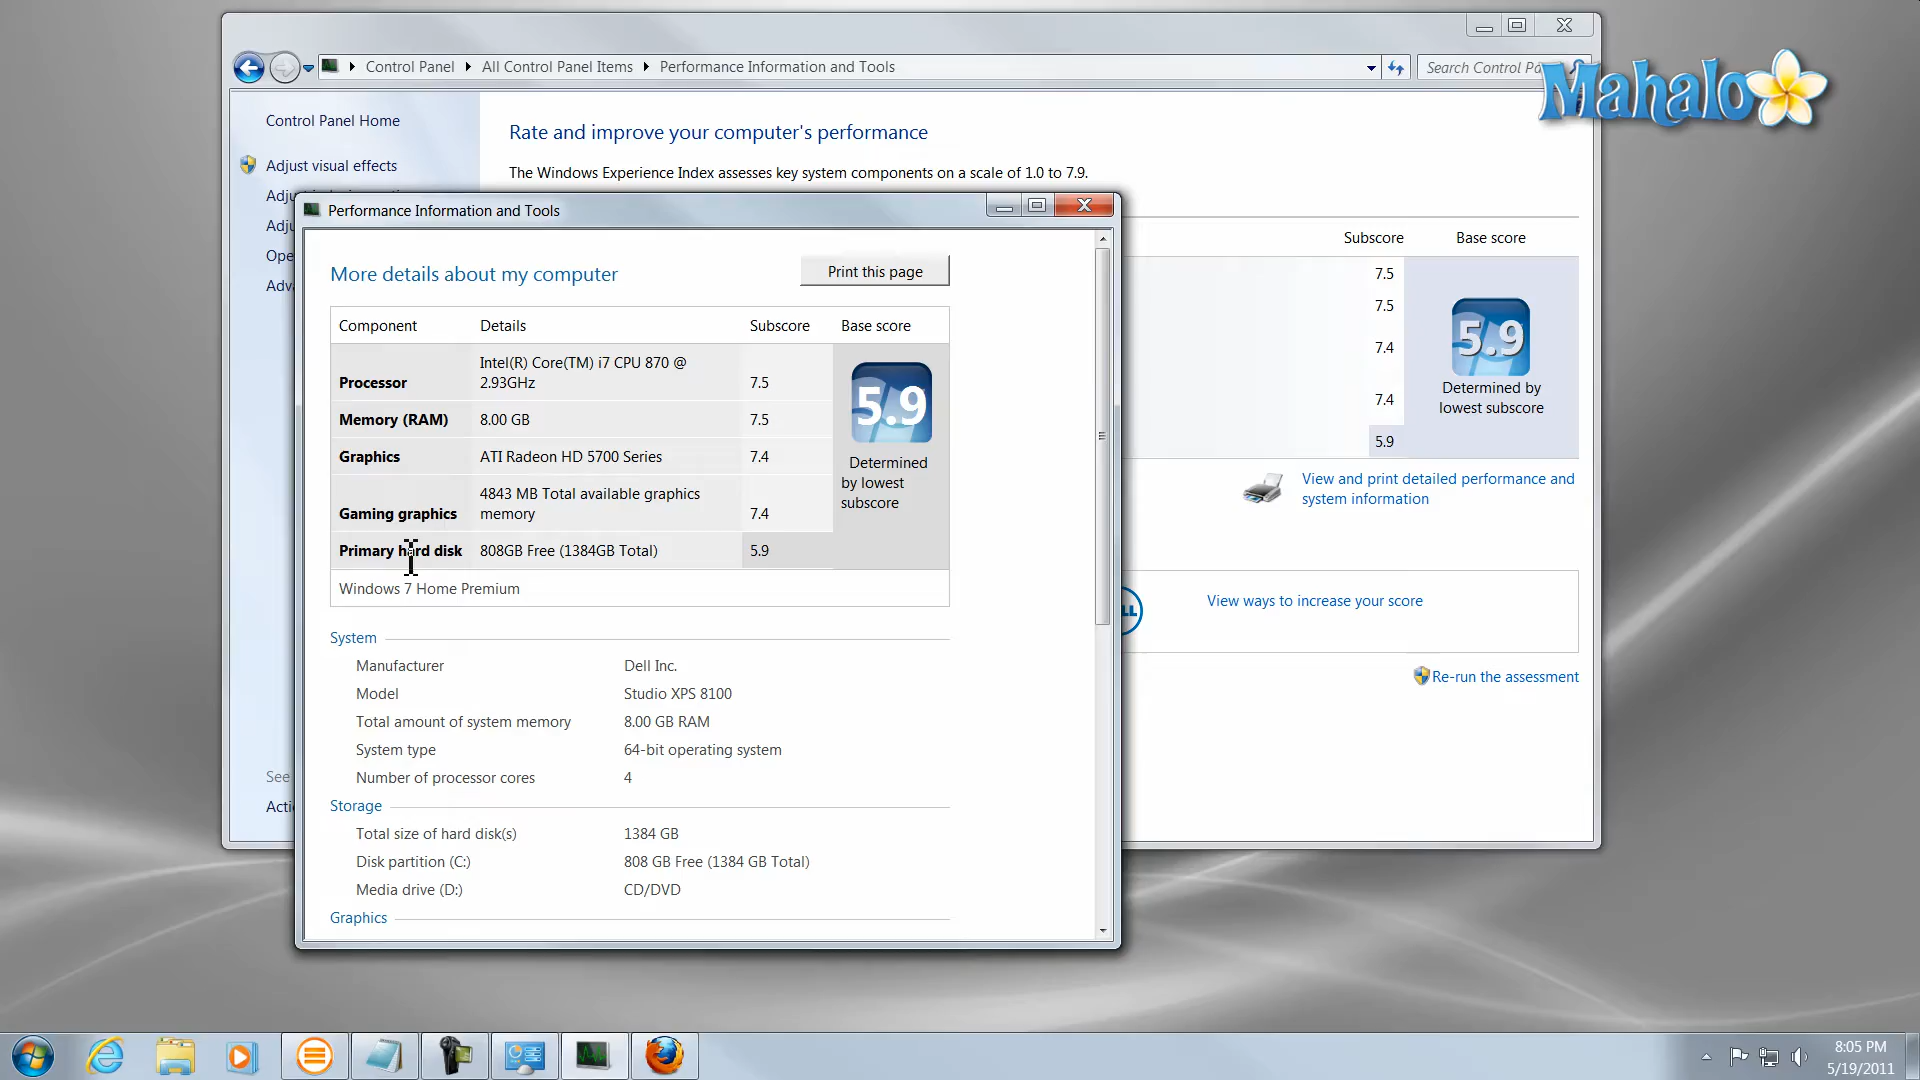 Control Panel
All Control Panel Items
Performance Information and Tools
Search Control Pa
Mahalo
Control Panel Home
Adjust visual effects
Adju
Adju
Ope
Adv
See
Acti
Rate and improve your computer's performance
The Windows Experience Index assesses key system components on a scale of 1.0 to 7.9.
Subscore Base score
7.5
7.5
7.4
7.4
5.9
5.9
Determined by
lowest subscore
View and print detailed performance and
system information
View ways to increase your score
Re-run the assessment
Performance Information and Tools
More details about my computer
Print this page
Component Details Subscore Base score
Intel(R) Core(TM) i7 CPU 870 @
Processor 2.93GHz 7.5
Memory (RAM) 8.00 GB 7.5
Graphics ATI Radeon HD 5700 Series 7.4
4843 MB Total available graphics
Gaming graphics memory 7.4
Primary hard disk 808GB Free (1384GB Total) 5.9
5.9
Determined
by lowest
subscore
Windows 7 Home Premium
System
Manufacturer Dell Inc.
Model Studio XPS 8100
Total amount of system memory 8.00 GB RAM
System type 64-bit operating system
Number of processor cores 4
Storage
Total size of hard disk(s) 1384 GB
Disk partition (C:) 808 GB Free (1384 GB Total)
Media drive (D:) CD/DVD
Graphics
8:05 PM
5/19/2011